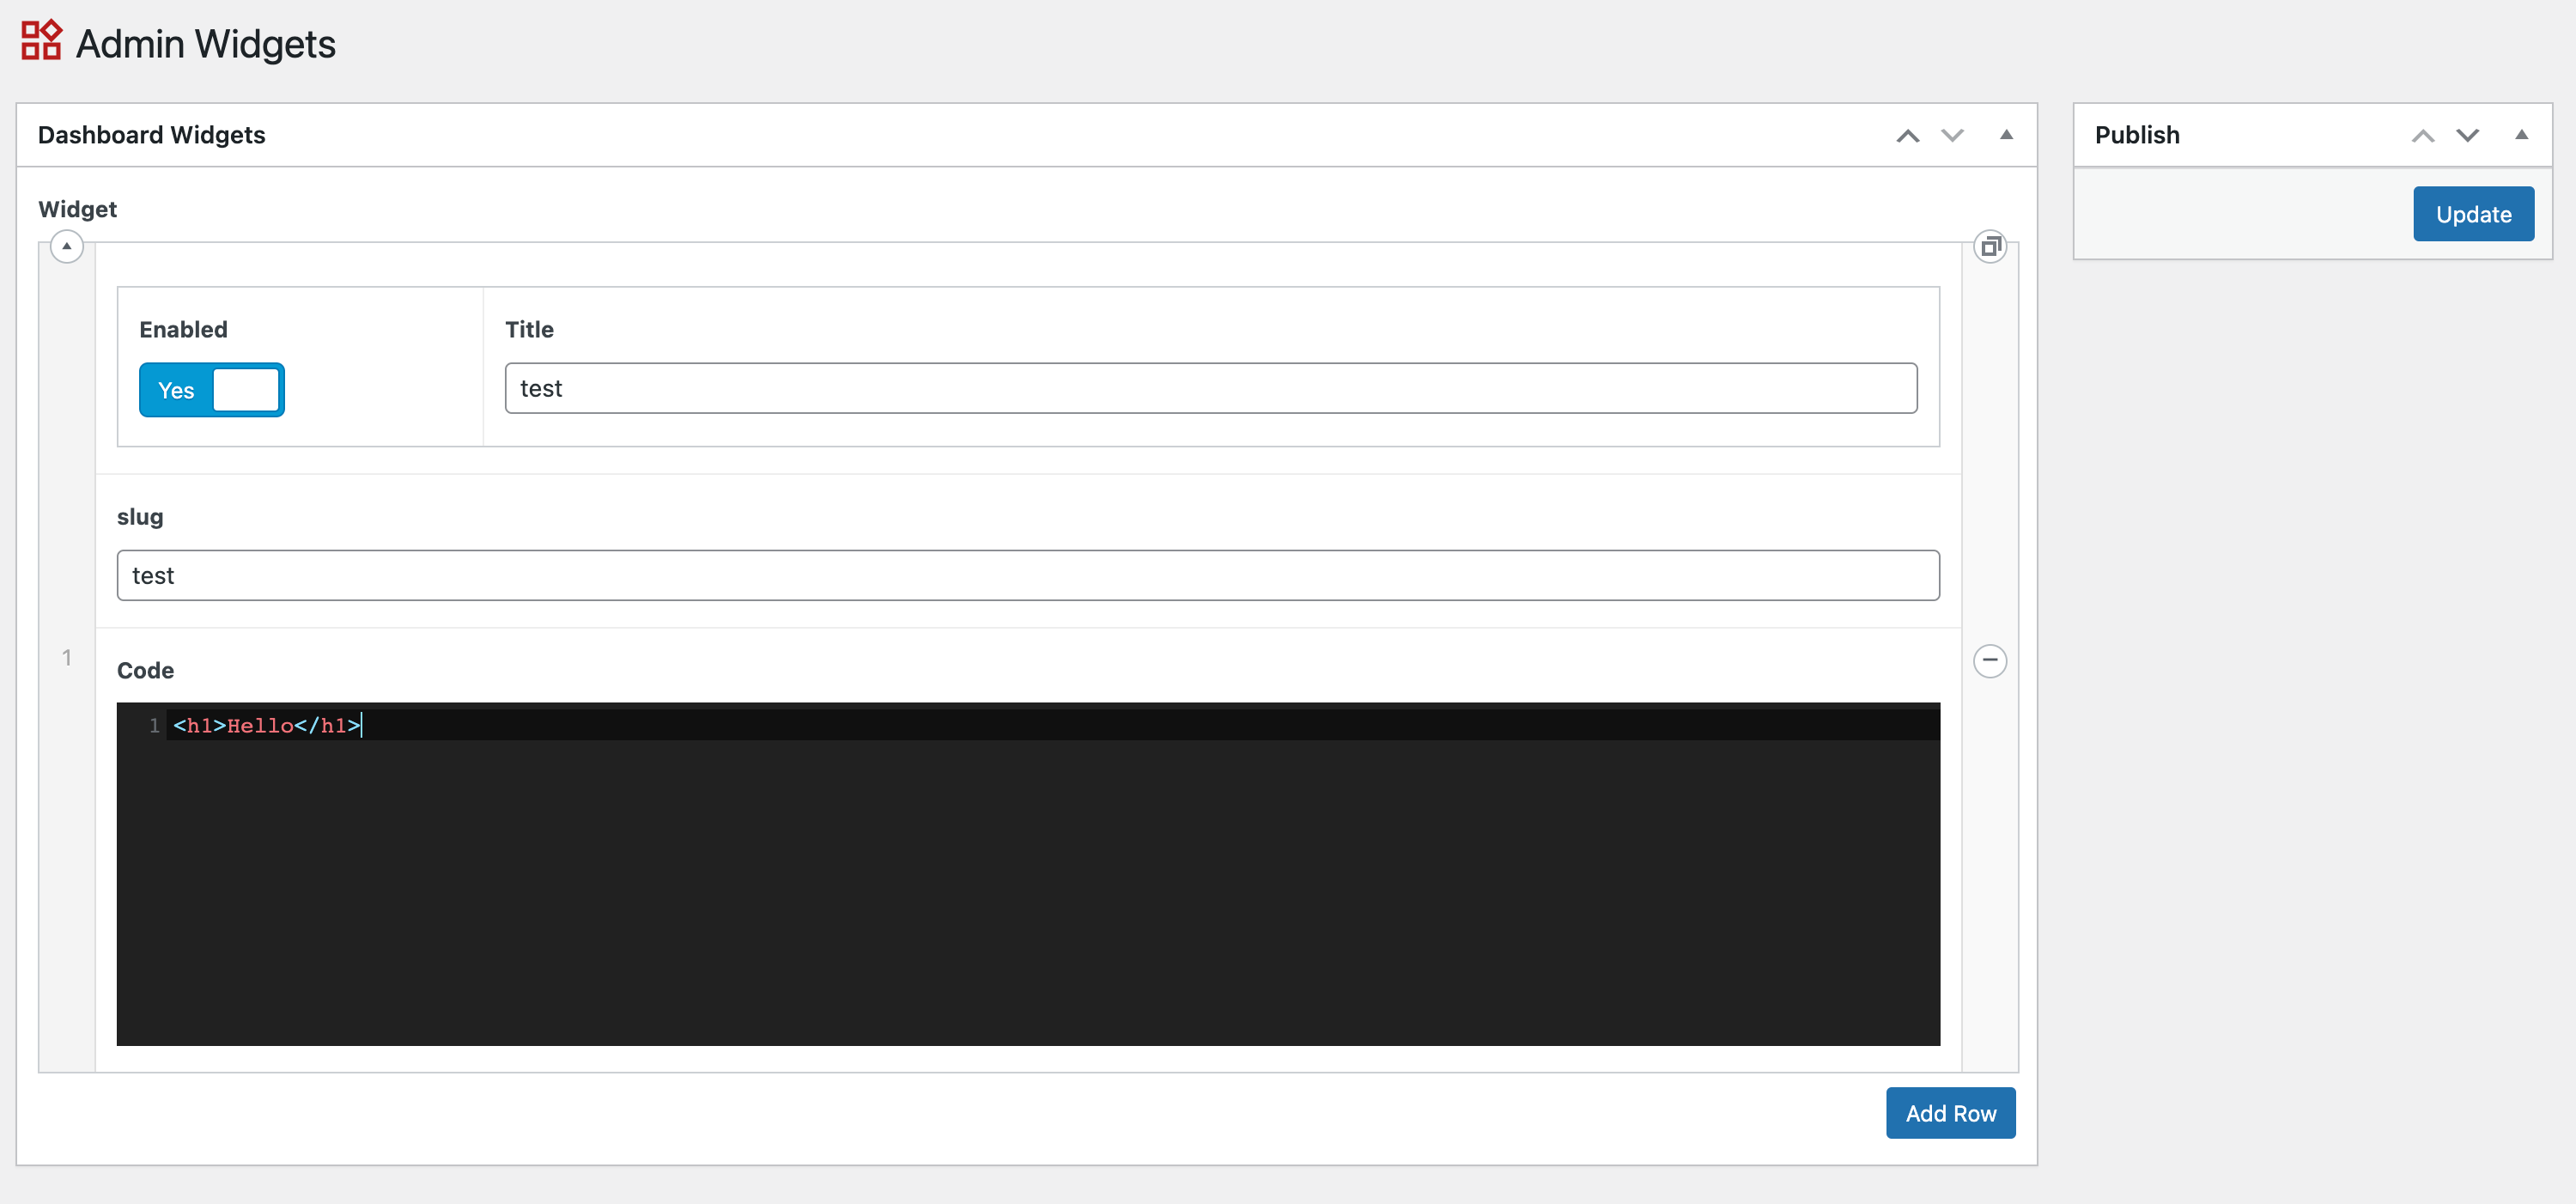 Admin Widgets
Dashboard Widgets
Publish
Update
Widget
Enabled
Title
Yes
test
slug
test
1
Code
1 <h1>Hello</h1>
Add Row